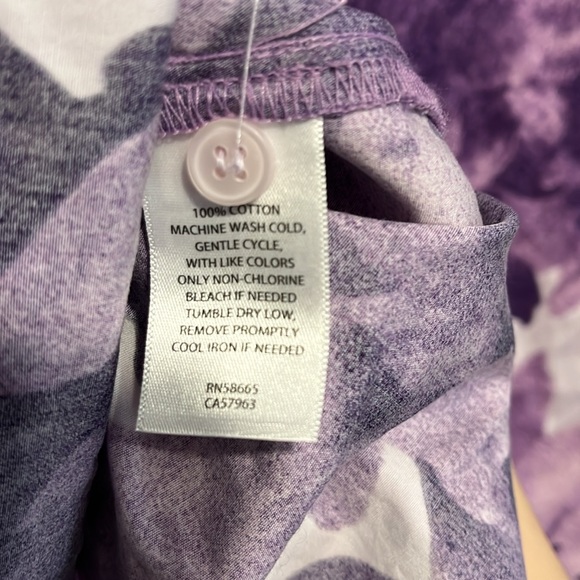 100% COTTON
MACHINE WASH COLD,
GENTLE CYCLE,
WITH LIKE COLORS
ONLY NON-CHLORINE
BLEACH IF NEEDED
TUMBLE DRY LOW,
REMOVE PROMPTLY
COOL IRON IF NEEDED
RN58665
CA57963